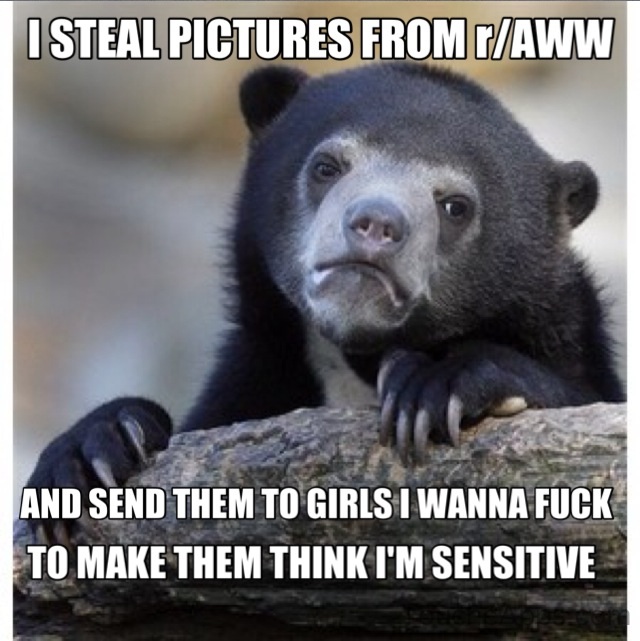 I STEAL PICTURES FROM r/AWW
AND SEND THEM TO GIRLS I WANNA FUCK
TO MAKE THEM THINK I'M SENSITIVE